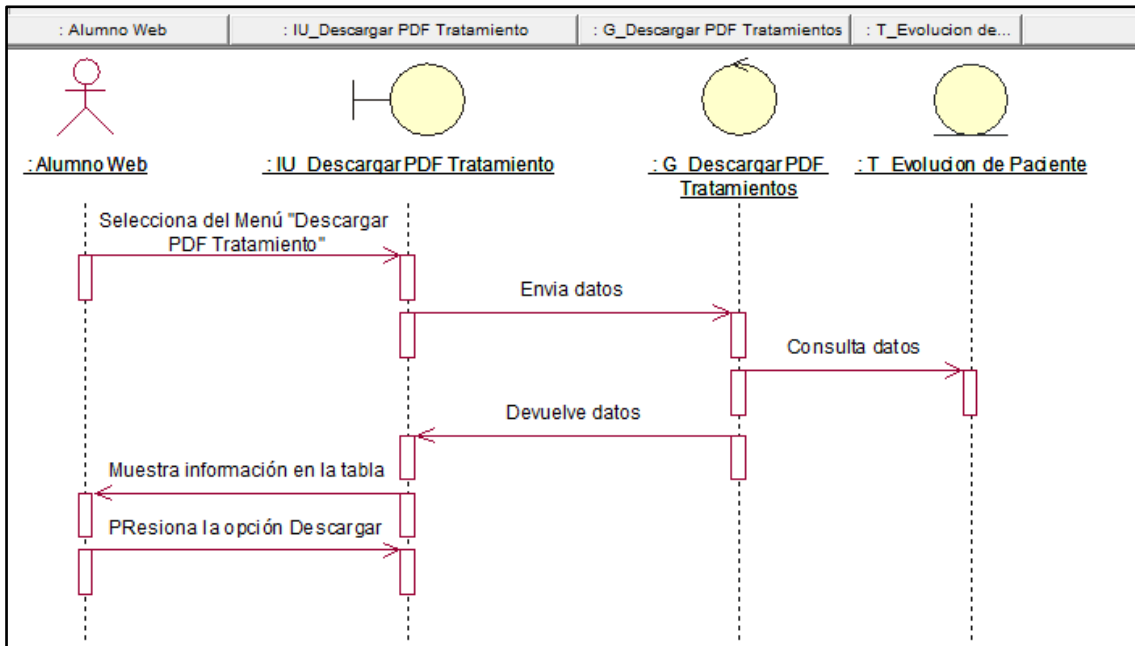 : Alumno Web
: IU_Descargar PDF Tratamiento
: G_Descargar PDF Tratamientos
: T_Evolucion de...
: Alumno Web
: IU_Descargar PDF Tratamiento
: G_Descargar PDF
Tratamientos
: T_Evolucion de Paciente
Selecciona del Menú "Descargar
PDF Tratamiento"
Envia datos
Consulta datos
Devuelve datos
Muestra información en la tabla
PResiona la opción Descargar